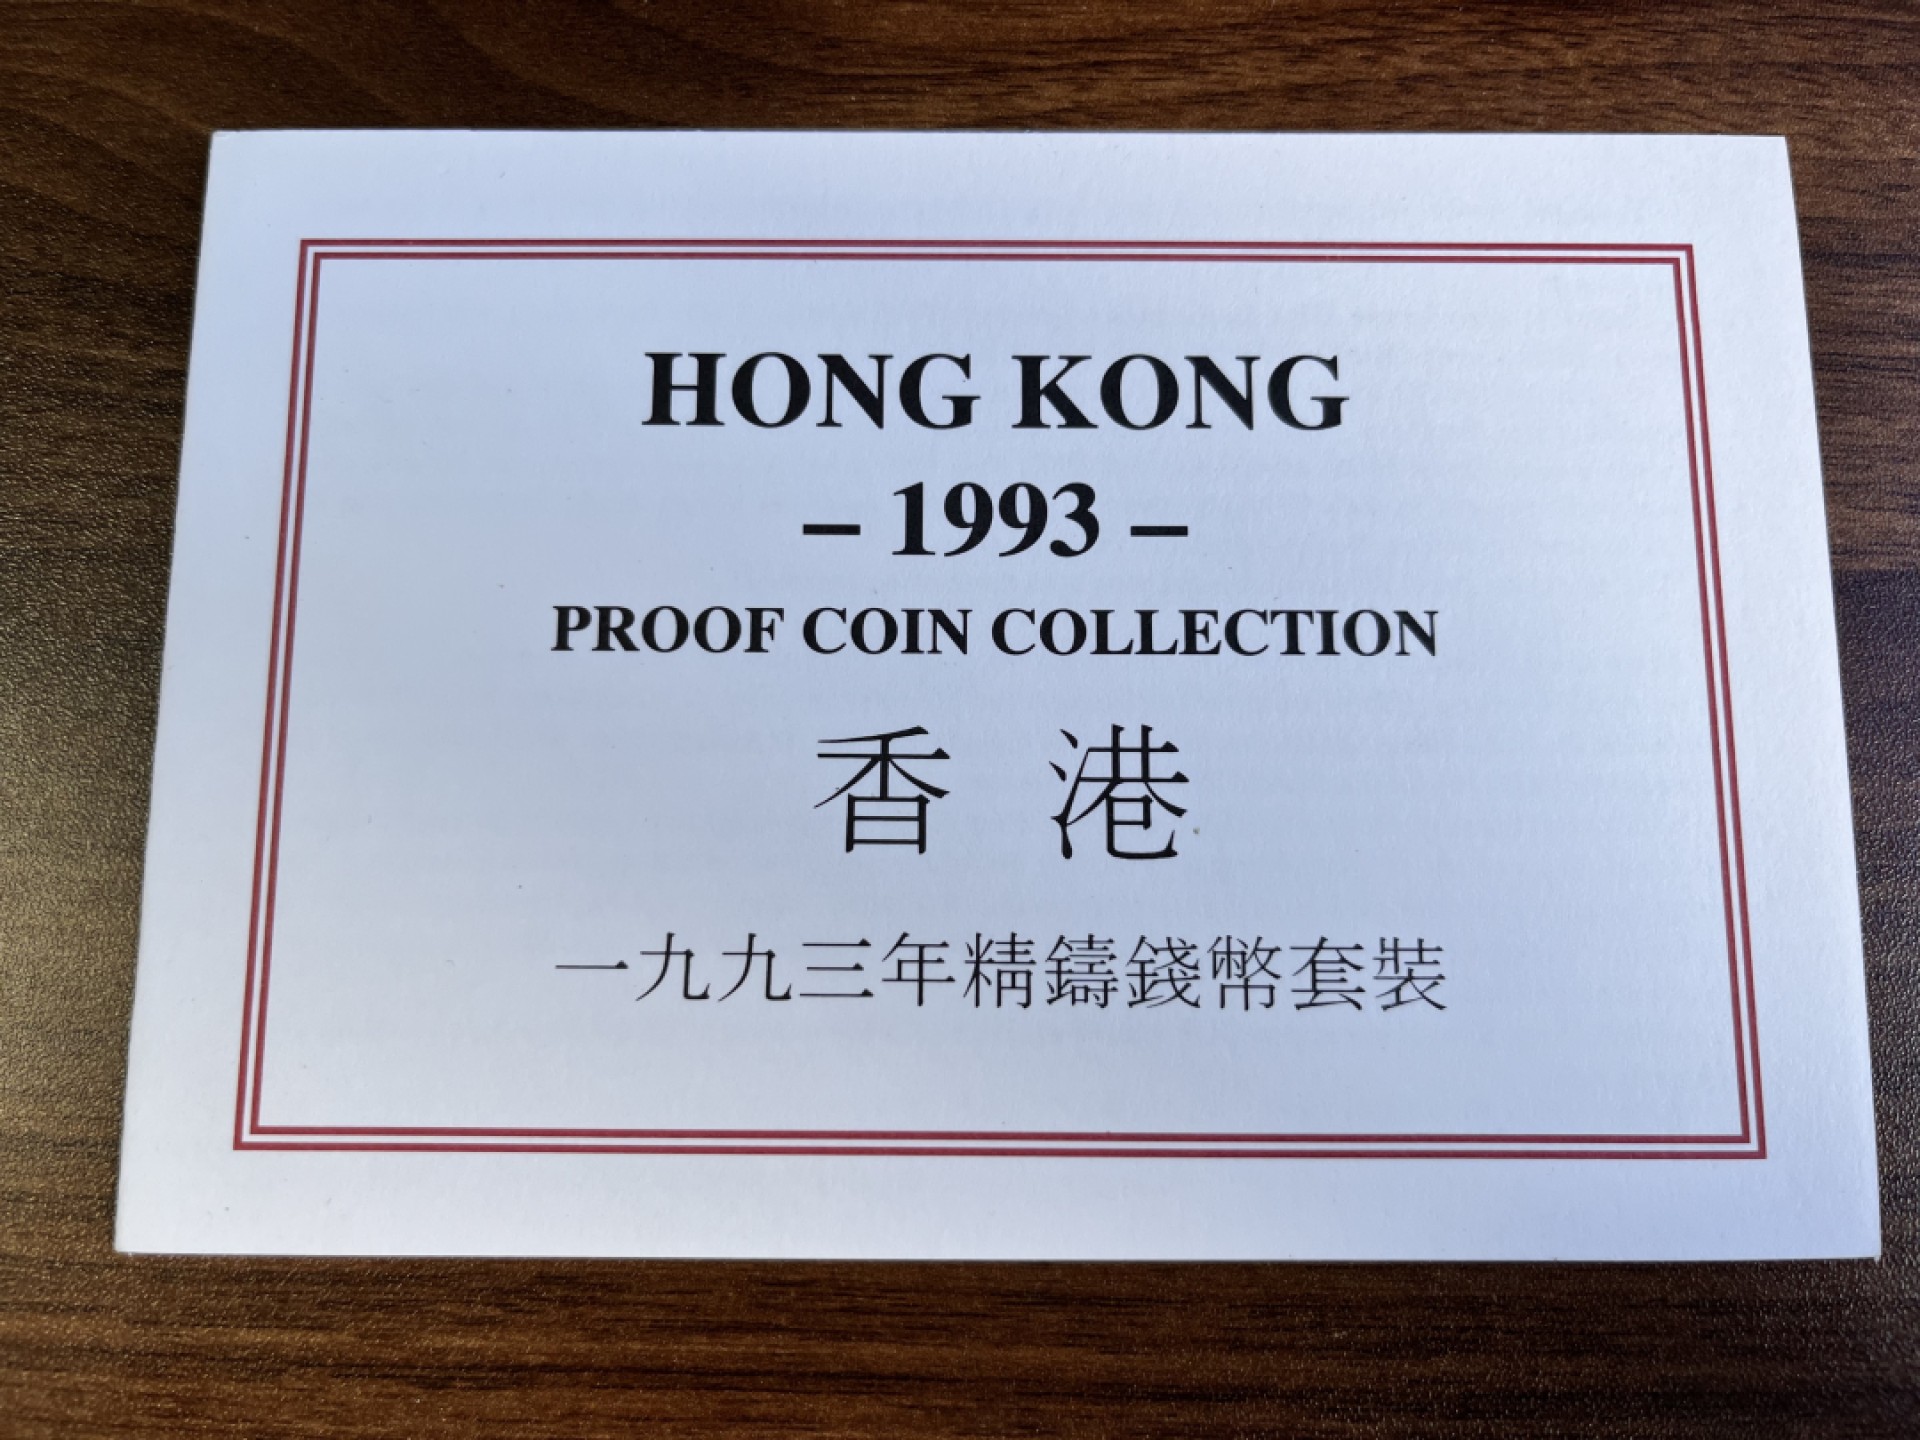 HONG KONG
– 1993 –
PROOF COIN COLLECTION
香 港
一九九三年精鑄錢幣套裝